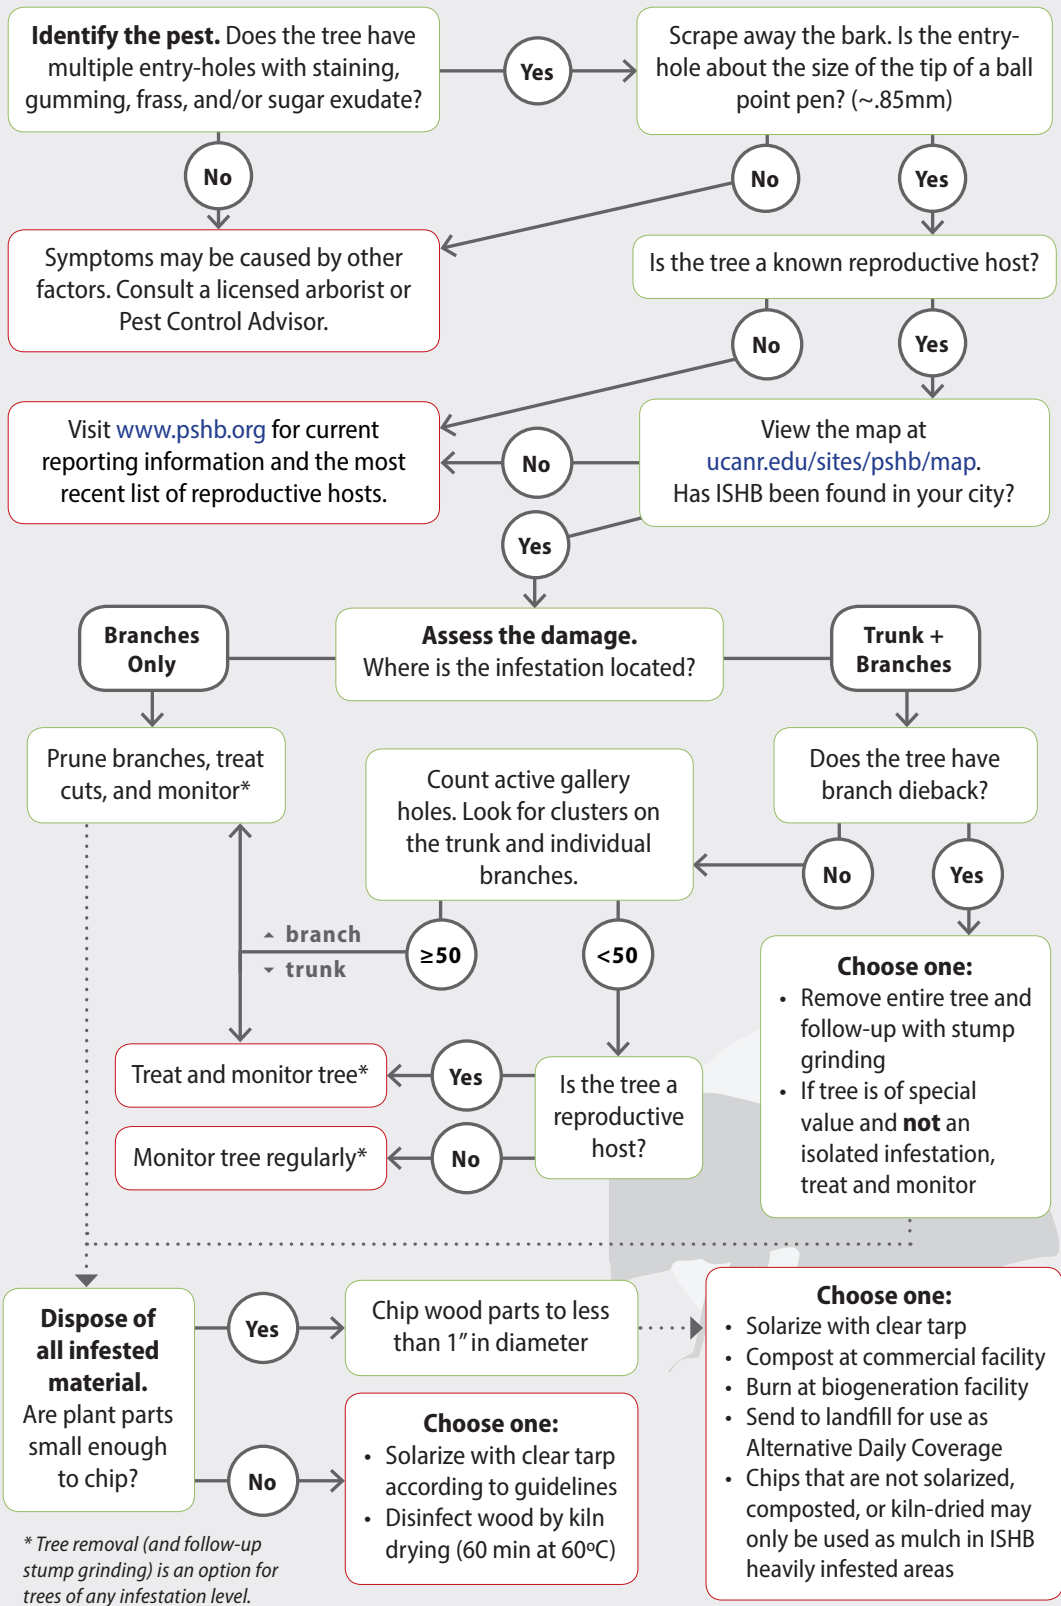 Identify the pest. Does the tree have
multiple entry-holes with staining,
gumming, frass, and/or sugar exudate?
Yes
Scrape away the bark. Is the entry-
hole about the size of the tip of a ball
point pen? (~.85mm)
No
No
Yes
Symptoms may be caused by other
factors. Consult a licensed arborist or
Pest Control Advisor.
Is the tree a known reproductive host?
No
Yes
Visit www.pshb.org for current
reporting information and the most
recent list of reproductive hosts.
No
View the map at
ucanr.edu/sites/pshb/map.
Has ISHB been found in your city?
Yes
Branches
Only
Assess the damage.
Where is the infestation located?
Trunk +
Branches
Prune branches, treat
cuts, and monitor*
Count active gallery
holes. Look for clusters on
the trunk and individual
branches.
Does the tree have
branch dieback?
No
Yes
branch
trunk
≥50
<50
Choose one:
• Remove entire tree and
follow-up with stump
grinding
• If tree is of special
value and not an
isolated infestation,
treat and monitor
Treat and monitor tree*
Yes
Is the tree a
reproductive
host?
Monitor tree regularly*
No
Dispose of
all infested
material.
Are plant parts
small enough
to chip?
Yes
Chip wood parts to less
than 1” in diameter
Choose one:
• Solarize with clear tarp
• Compost at commercial facility
• Burn at biogeneration facility
• Send to landfill for use as
Alternative Daily Coverage
• Chips that are not solarized,
composted, or kiln-dried may
only be used as mulch in ISHB
heavily infested areas
No
Choose one:
• Solarize with clear tarp
according to guidelines
• Disinfect wood by kiln
drying (60 min at 60ºC)
* Tree removal (and follow-up
stump grinding) is an option for
trees of any infestation level.